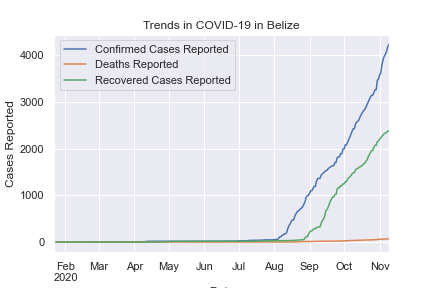 Trends in COVID-19 in Belize
Confirmed Cases Reported
Deaths Reported
Recovered Cases Reported
Cases Reported
4000
3000
2000
1000
0
Feb Mar Apr May Jun Jul Aug Sep Oct Nov
2020